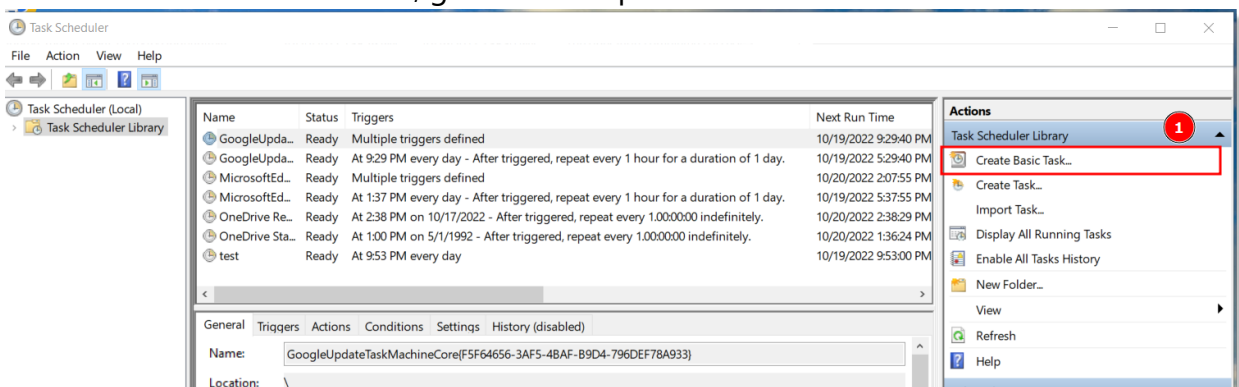 Task Scheduler
File Action View Help
Task Scheduler (Local)
Task Scheduler Library
Name Status Triggers Next Run Time
GoogleUpda... Ready Multiple triggers defined 10/19/2022 9:29:40 PM
GoogleUpda... Ready At 9:29 PM every day - After triggered, repeat every 1 hour for a duration of 1 day. 10/19/2022 5:29:40 PM
MicrosoftEd... Ready Multiple triggers defined 10/20/2022 2:07:55 PM
MicrosoftEd... Ready At 1:37 PM every day - After triggered, repeat every 1 hour for a duration of 1 day. 10/19/2022 5:37:55 PM
OneDrive Re... Ready At 2:38 PM on 10/17/2022 - After triggered, repeat every 1.00:00:00 indefinitely. 10/20/2022 2:38:29 PM
OneDrive Sta... Ready At 1:00 PM on 5/1/1992 - After triggered, repeat every 1.00:00:00 indefinitely. 10/20/2022 1:36:24 PM
test Ready At 9:53 PM every day 10/19/2022 9:53:00 PM
General Triggers Actions Conditions Settings History (disabled)
Name: GoogleUpdateTaskMachineCore{F5F64656-3AF5-4BAF-B9D4-796DEF78A933}
Location: \
Actions
Task Scheduler Library
1
Create Basic Task...
Create Task...
Import Task...
Display All Running Tasks
Enable All Tasks History
New Folder...
View
Refresh
Help